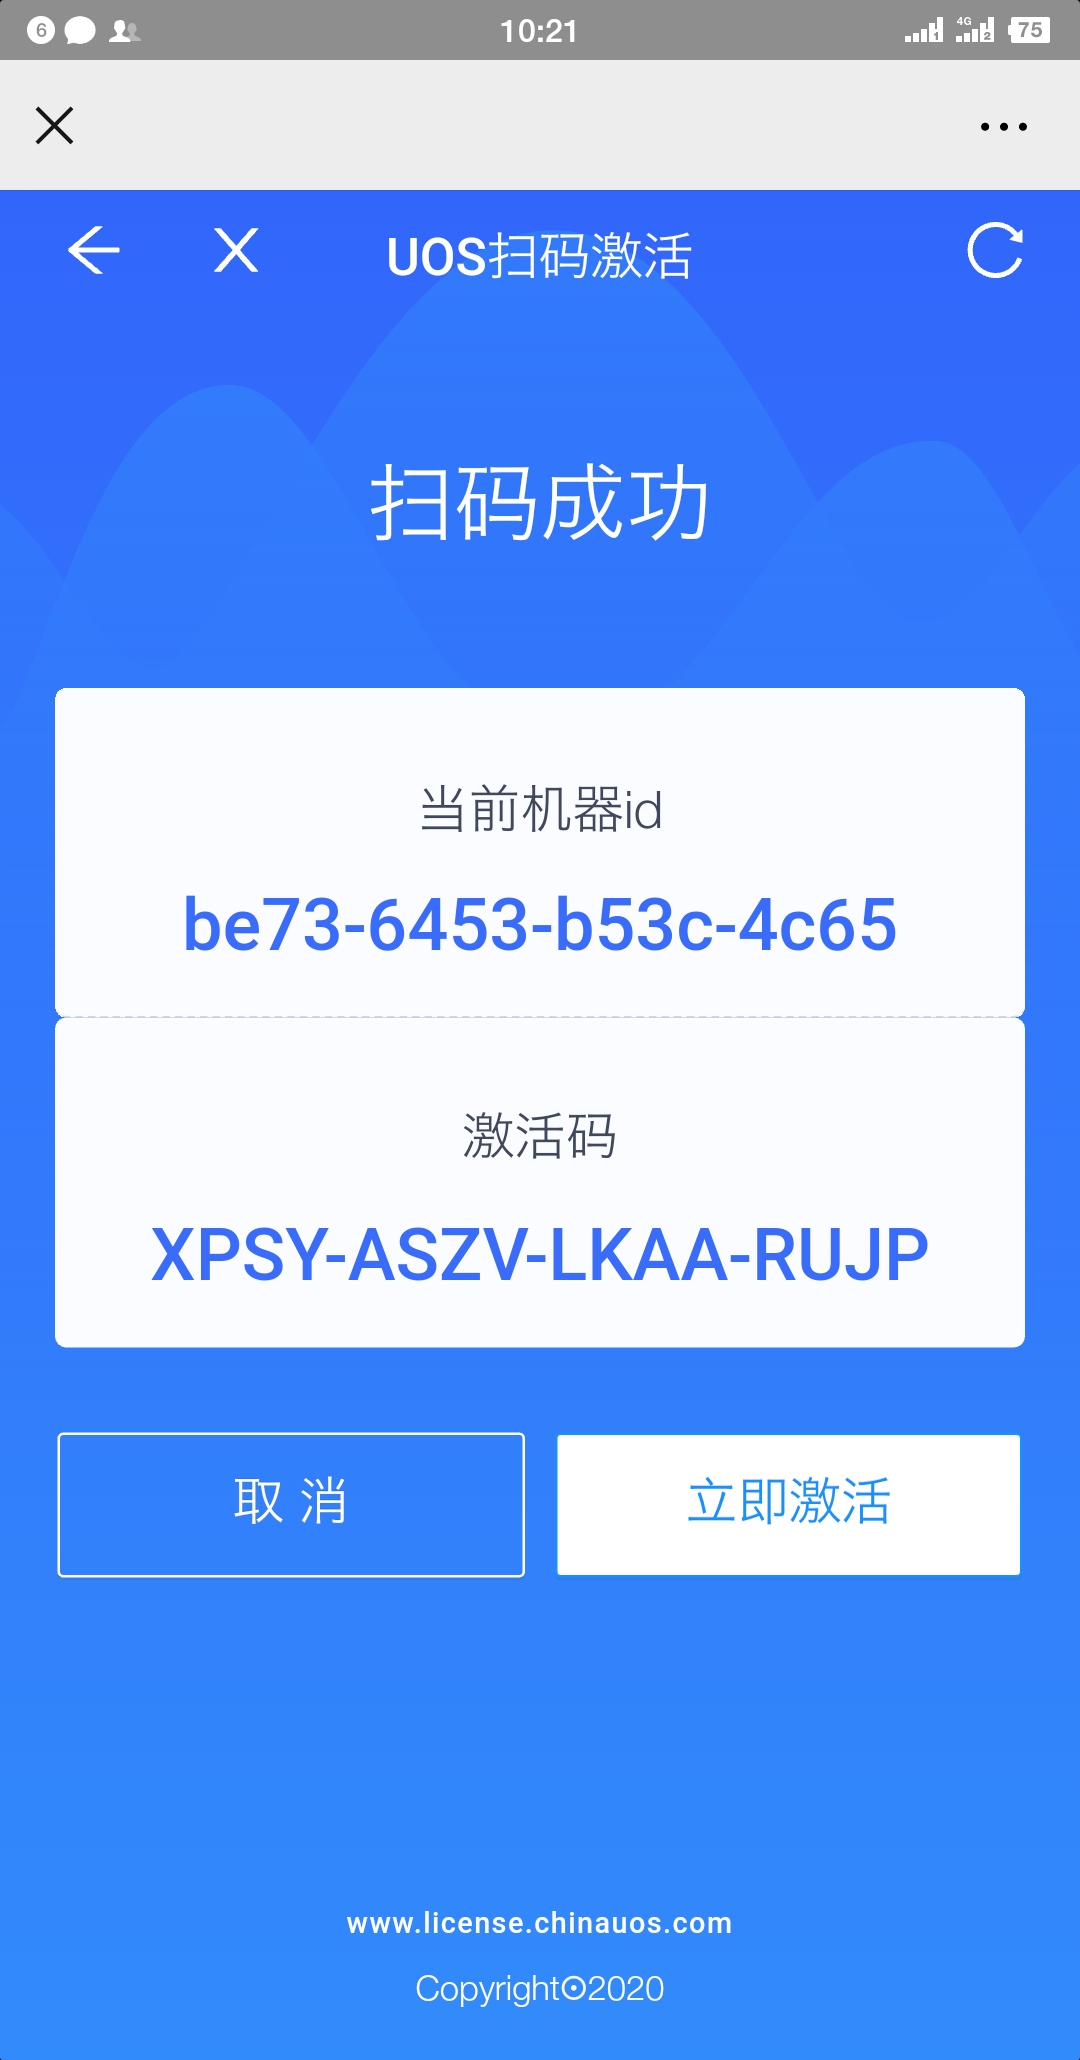 6 10:21 1 4G 2 75
UOS扫码激活
扫码成功
当前机器id
be73-6453-b53c-4c65
激活码
XPSY-ASZV-LKAA-RUJP
取 消 立即激活
www.license.chinauos.com
Copyright⊙2020